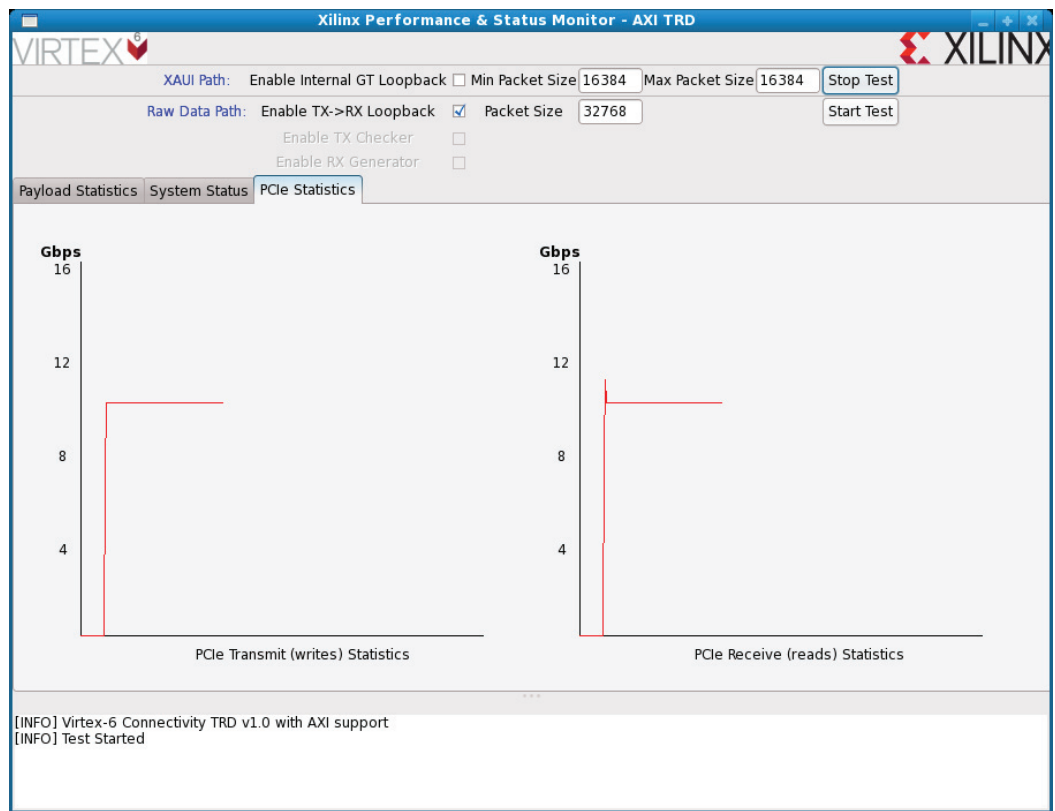 Xilinx Performance & Status Monitor - AXI TRD
VIRTEX 6
XILINX
XAUI Path: Enable Internal GT Loopback Min Packet Size 16384 Max Packet Size 16384 Stop Test
Raw Data Path: Enable TX->RX Loopback Packet Size 32768 Start Test
Enable TX Checker
Enable RX Generator
Payload Statistics System Status PCIe Statistics
Gbps
16
12
8
4
PCIe Transmit (writes) Statistics
Gbps
16
12
8
4
PCIe Receive (reads) Statistics
[INFO] Virtex-6 Connectivity TRD v1.0 with AXI support
[INFO] Test Started